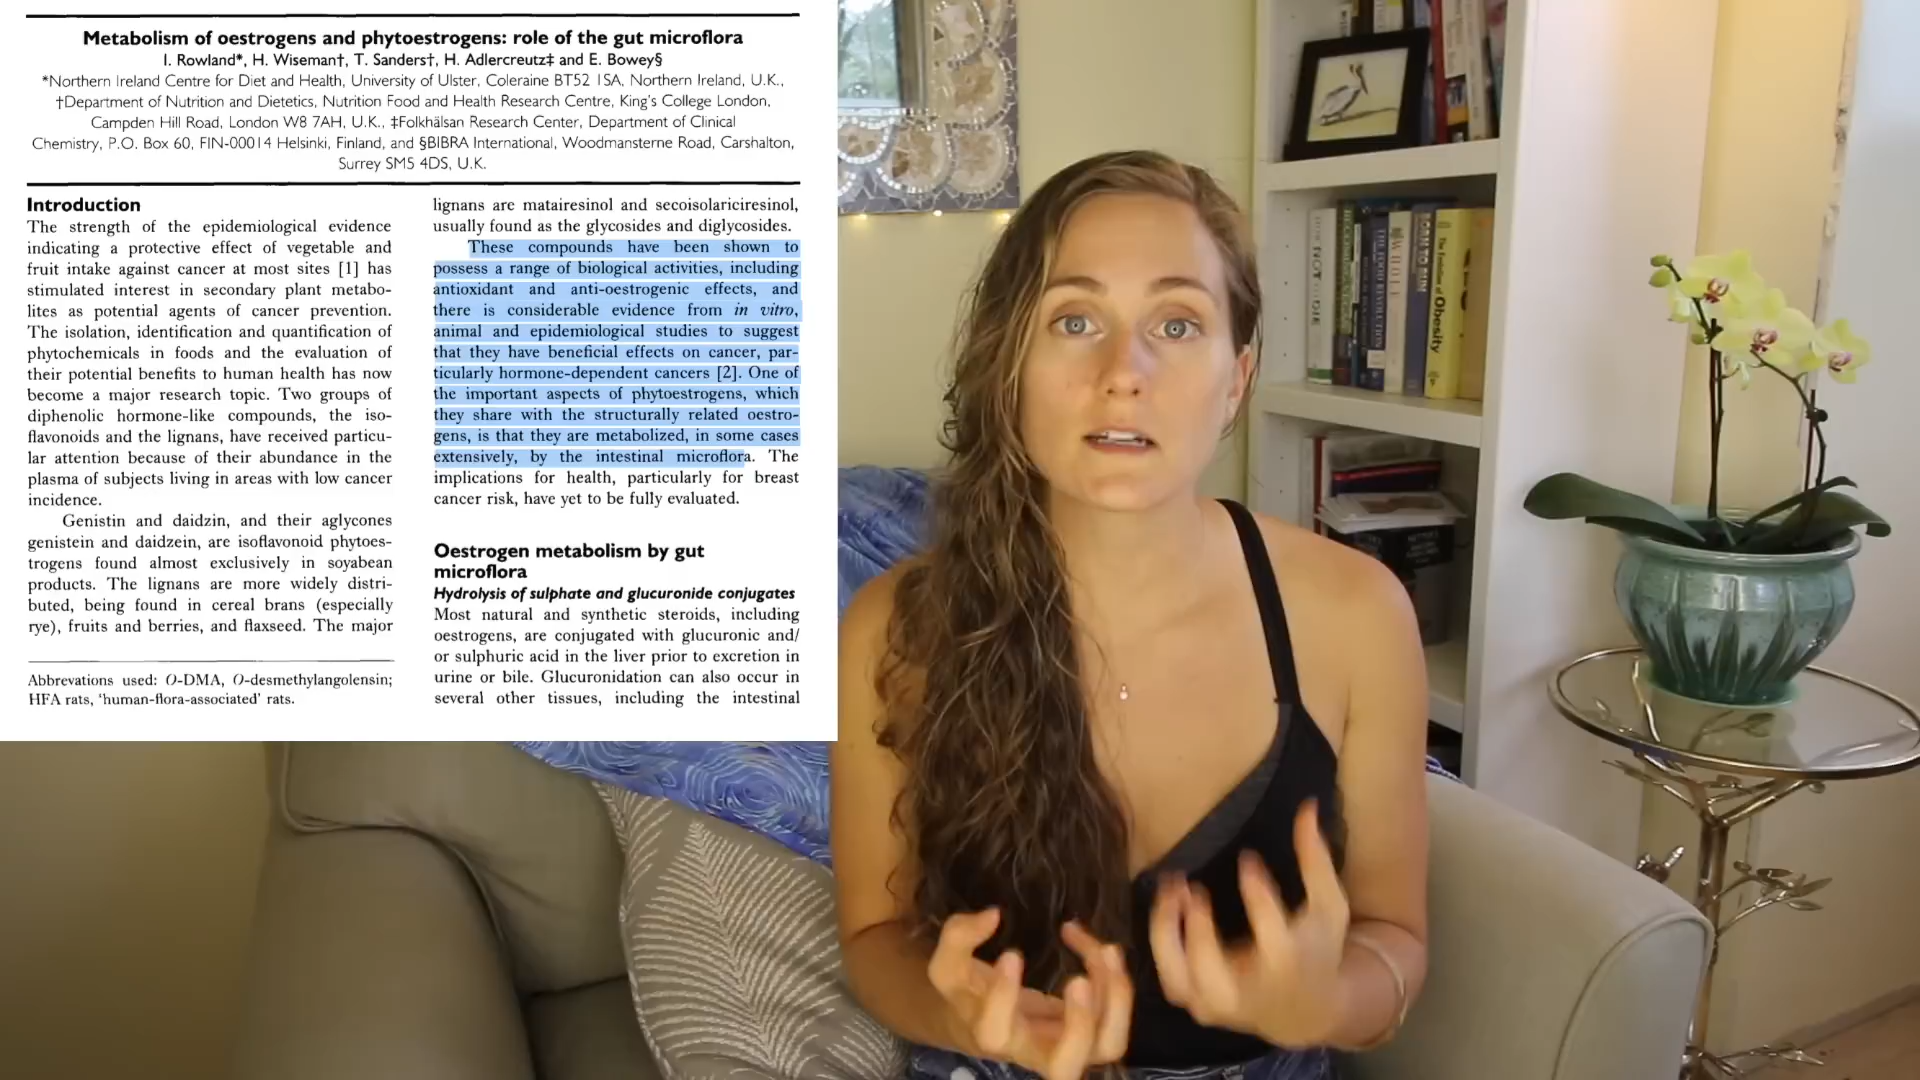 Metabolism of oestrogens and phytoestrogens: role of the gut microflora
I. Rowland*, H. Wiseman†, T. Sanders†, H. Adlercreutz‡ and E. Bowey§
*Northern Ireland Centre for Diet and Health, University of Ulster, Coleraine BT52 1SA, Northern Ireland, U.K.,
†Department of Nutrition and Dietetics, Nutrition Food and Health Research Centre, King's College London,
Campden Hill Road, London W8 7AH, U.K., ‡Folkhälsan Research Center, Department of Clinical
Chemistry, P.O. Box 60, FIN-00014 Helsinki, Finland, and §BIBRA International, Woodmansterne Road, Carshalton,
Surrey SM5 4DS, U.K.
Introduction
The strength of the epidemiological evidence
indicating a protective effect of vegetable and
fruit intake against cancer at most sites [1] has
stimulated interest in secondary plant metabo-
lites as potential agents of cancer prevention.
The isolation, identification and quantification of
phytochemicals in foods and the evaluation of
their potential benefits to human health has now
become a major research topic. Two groups of
diphenolic hormone-like compounds, the iso-
flavonoids and the lignans, have received particu-
lar attention because of their abundance in the
plasma of subjects living in areas with low cancer
incidence.
Genistin and daidzin, and their aglycones
genistein and daidzein, are isoflavonoid phytoes-
trogens found almost exclusively in soyabean
products. The lignans are more widely distri-
buted, being found in cereal brans (especially
rye), fruits and berries, and flaxseed. The major
Abbrevations used: O-DMA, O-desmethylangolensin;
HFA rats, 'human-flora-associated' rats.
lignans are matairesinol and secoisolariciresinol,
usually found as the glycosides and diglycosides.
These compounds have been shown to
possess a range of biological activities, including
antioxidant and anti-oestrogenic effects, and
there is considerable evidence from in vitro,
animal and epidemiological studies to suggest
that they have beneficial effects on cancer, par-
ticularly hormone-dependent cancers [2]. One of
the important aspects of phytoestrogens, which
they share with the structurally related oestro-
gens, is that they are metabolized, in some cases
extensively, by the intestinal microflora. The
implications for health, particularly for breast
cancer risk, have yet to be fully evaluated.
Oestrogen metabolism by gut
microflora
Hydrolysis of sulphate and glucuronide conjugates
Most natural and synthetic steroids, including
oestrogens, are conjugated with glucuronic and/
or sulphuric acid in the liver prior to excretion in
urine or bile. Glucuronidation can also occur in
several other tissues, including the intestinal
HOW NOT TO DIE
THE FOOD REVOLUTION
WHOLE
BORN TO RUN
The Evolution of Obesity